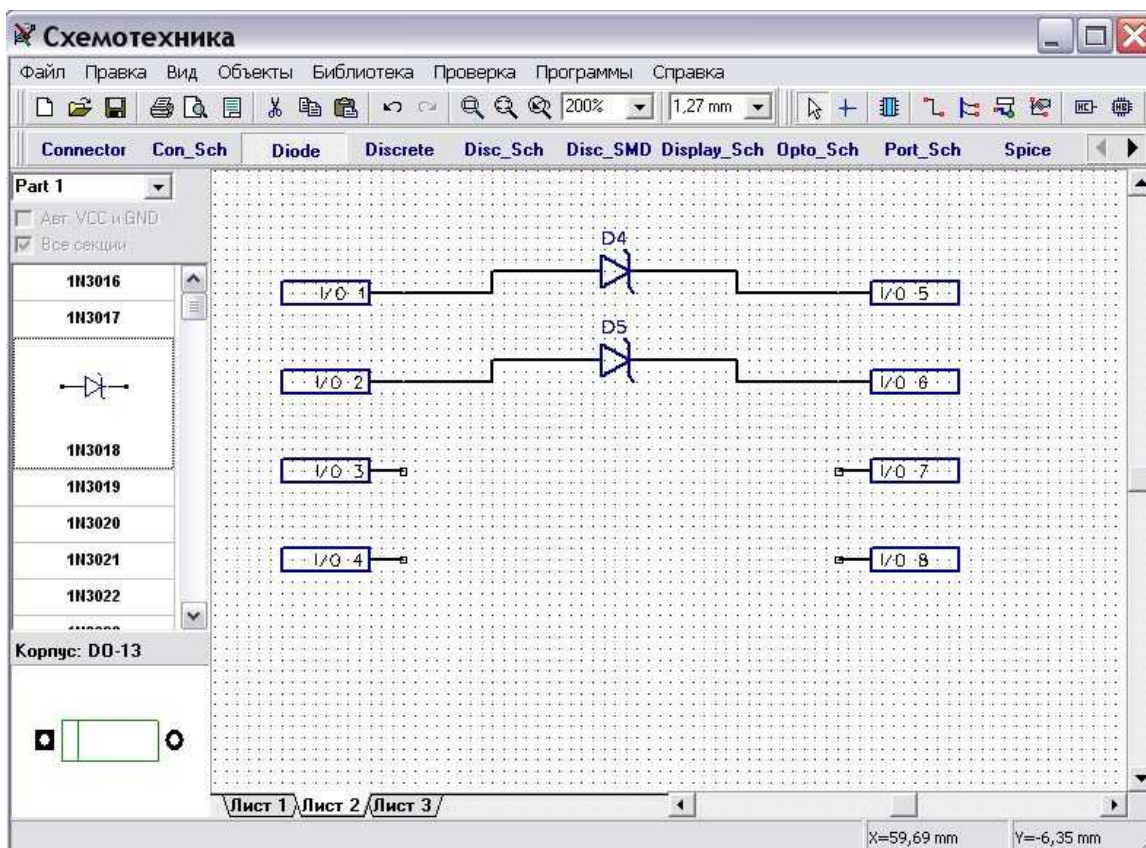 Схемотехника
Файл Правка Вид Объекты Библиотека Проверка Программы Справка
200% 1,27 mm
Connector Con_Sch Diode Discrete Disc_Sch Disc_SMD Display_Sch Opto_Sch Port_Sch Spice
Part 1
Авт. VCC и GND
Все секции
1N3016
1N3017
1N3018
1N3019
1N3020
1N3021
1N3022
Корпус: DO-13
D4
I/O 1
I/O 5
D5
I/O 2
I/O 6
I/O 3
I/O 7
I/O 4
I/O 8
Лист 1 Лист 2 Лист 3
X=59,69 mm Y=-6,35 mm